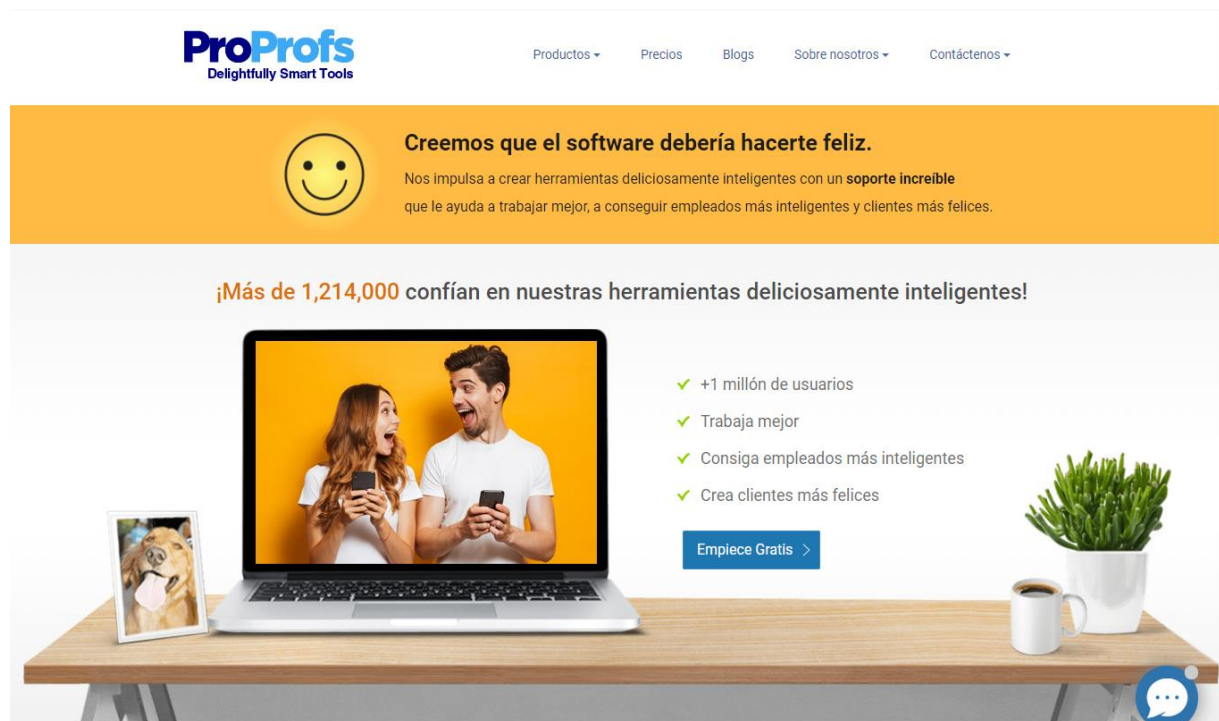 ProProfs
Delightfully Smart Tools
Productos
Precios
Blogs
Sobre nosotros
Contáctenos
Creemos que el software debería hacerte feliz.
Nos impulsa a crear herramientas deliciosamente inteligentes con un soporte increíble
que le ayuda a trabajar mejor, a conseguir empleados más inteligentes y clientes más felices.
¡Más de 1,214,000 confían en nuestras herramientas deliciosamente inteligentes!
+1 millón de usuarios
Trabaja mejor
Consiga empleados más inteligentes
Crea clientes más felices
Empiece Gratis